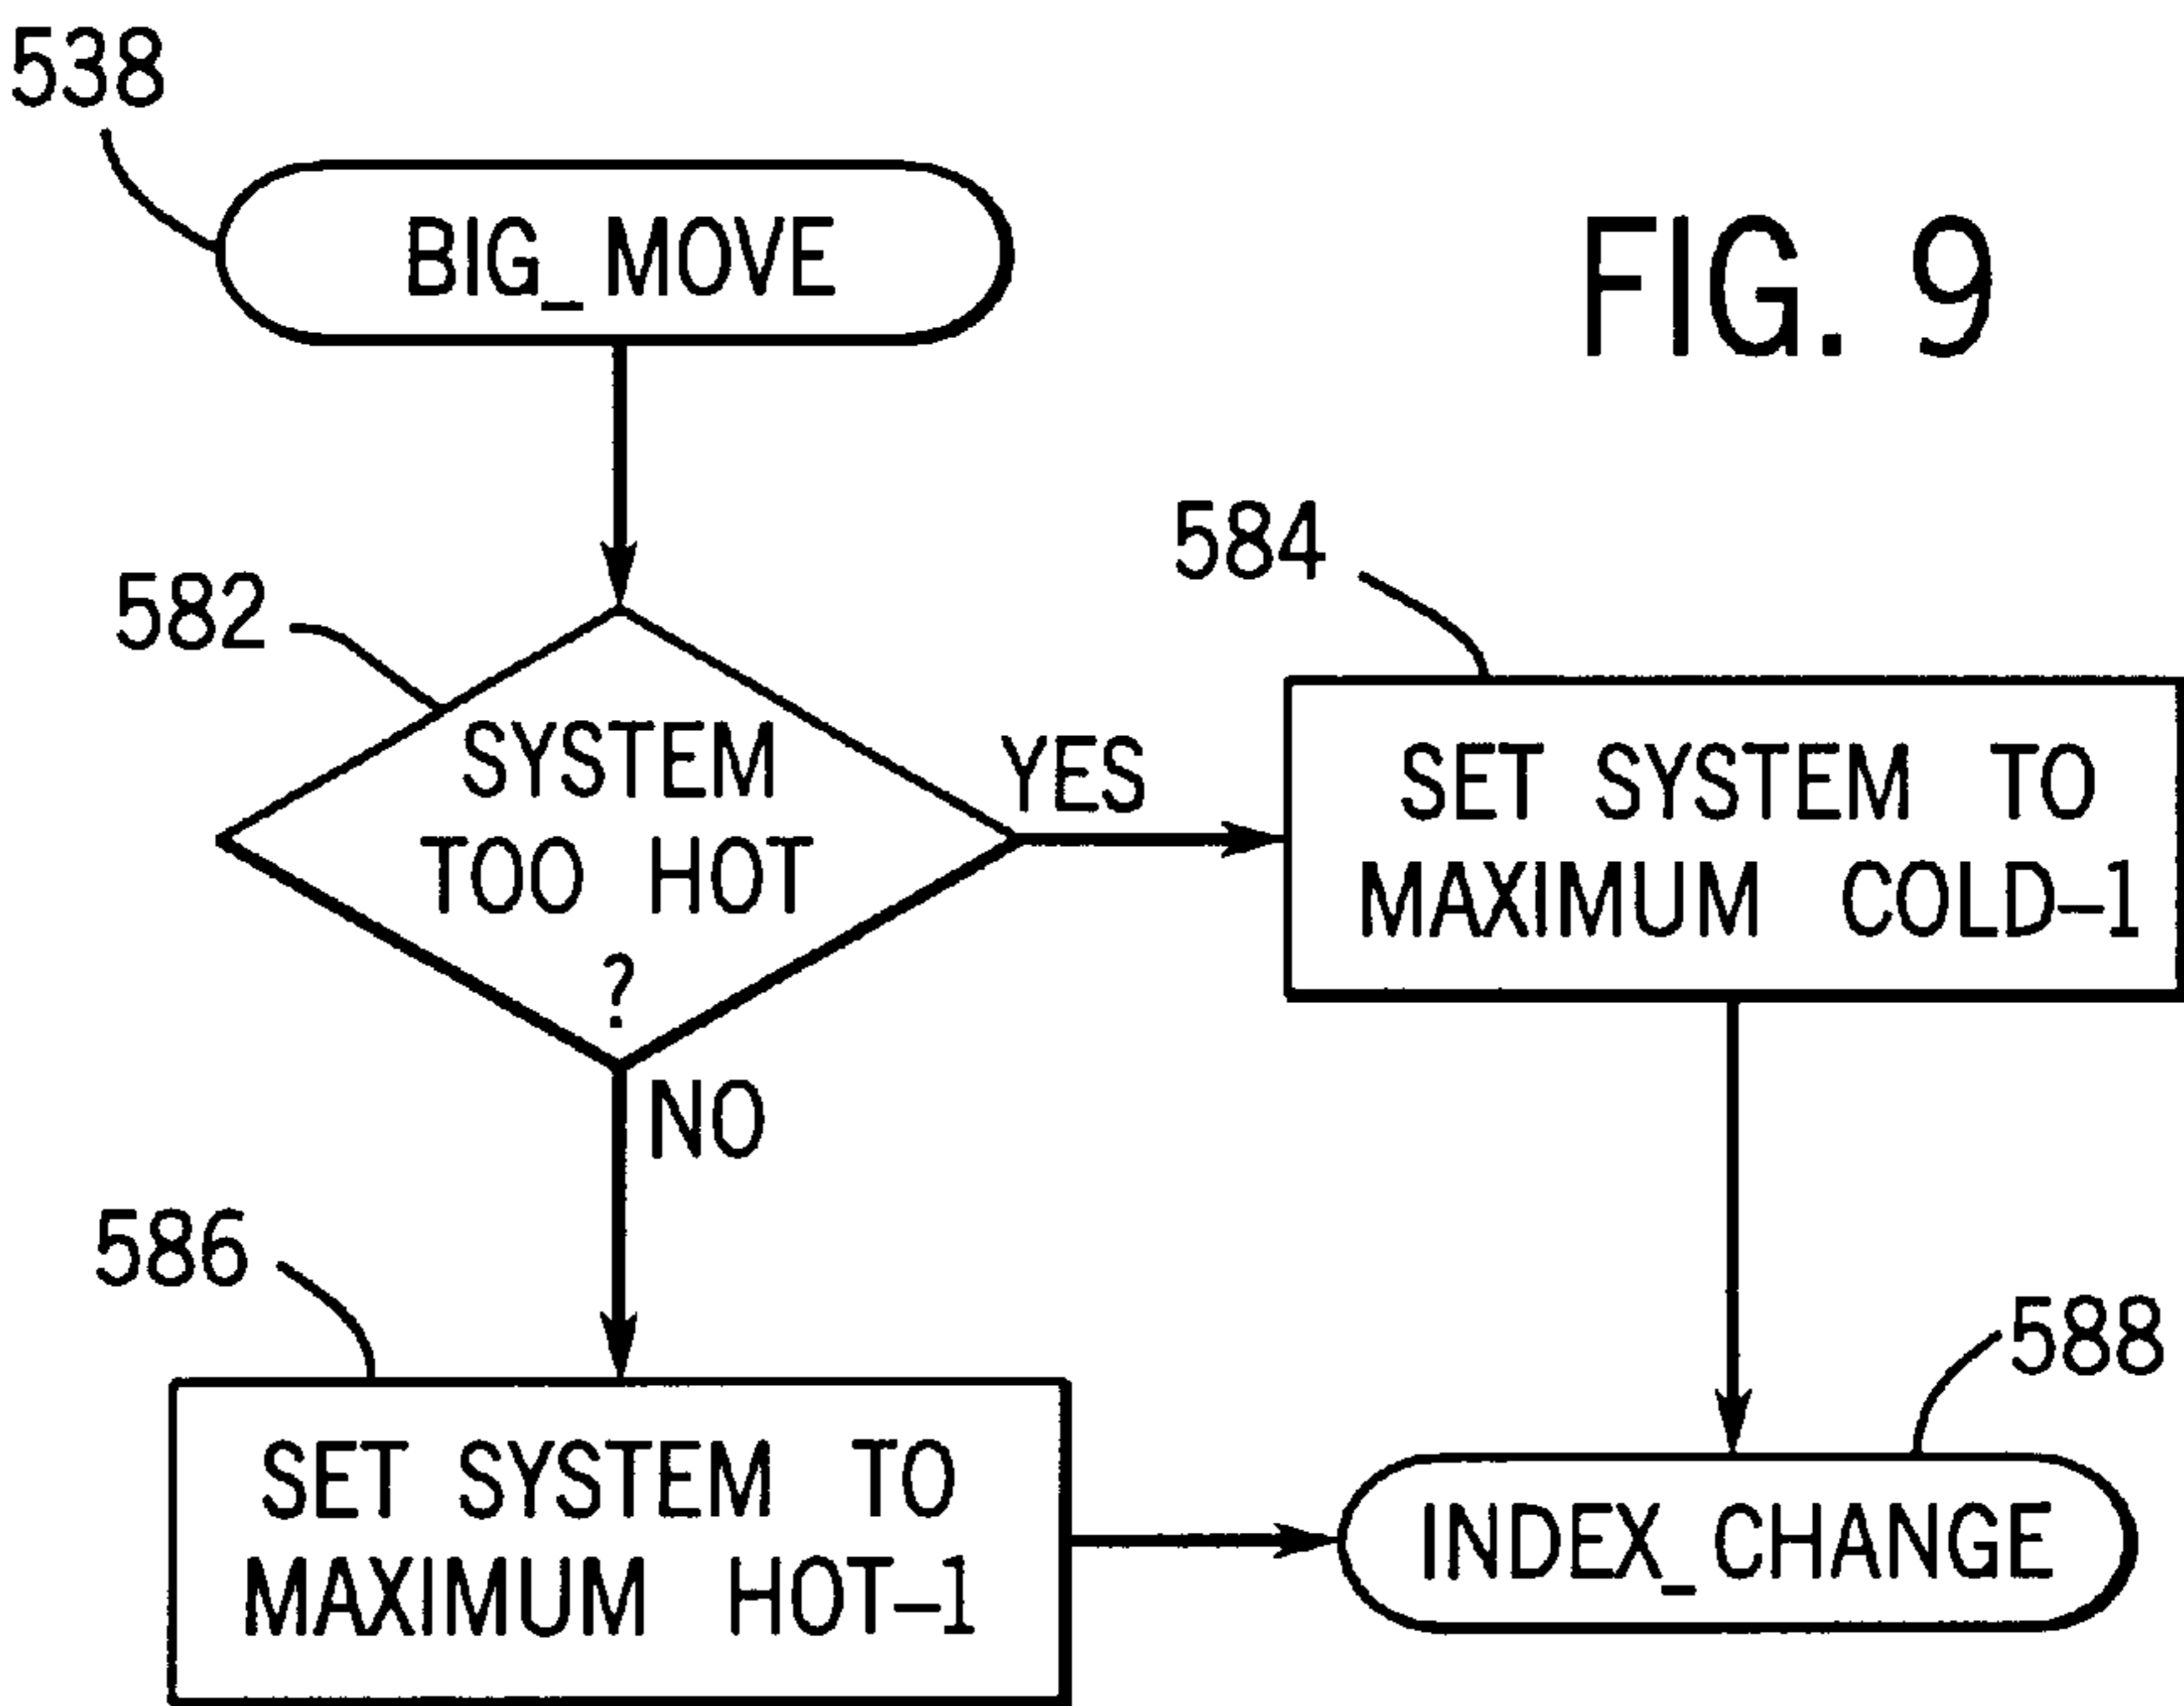 538
BIG_MOVE
FIG. 9
582
SYSTEM
TOO HOT
?
YES
584
SET SYSTEM TO
MAXIMUM COLD-1
NO
586
SET SYSTEM TO
MAXIMUM HOT-1
588
INDEX_CHANGE